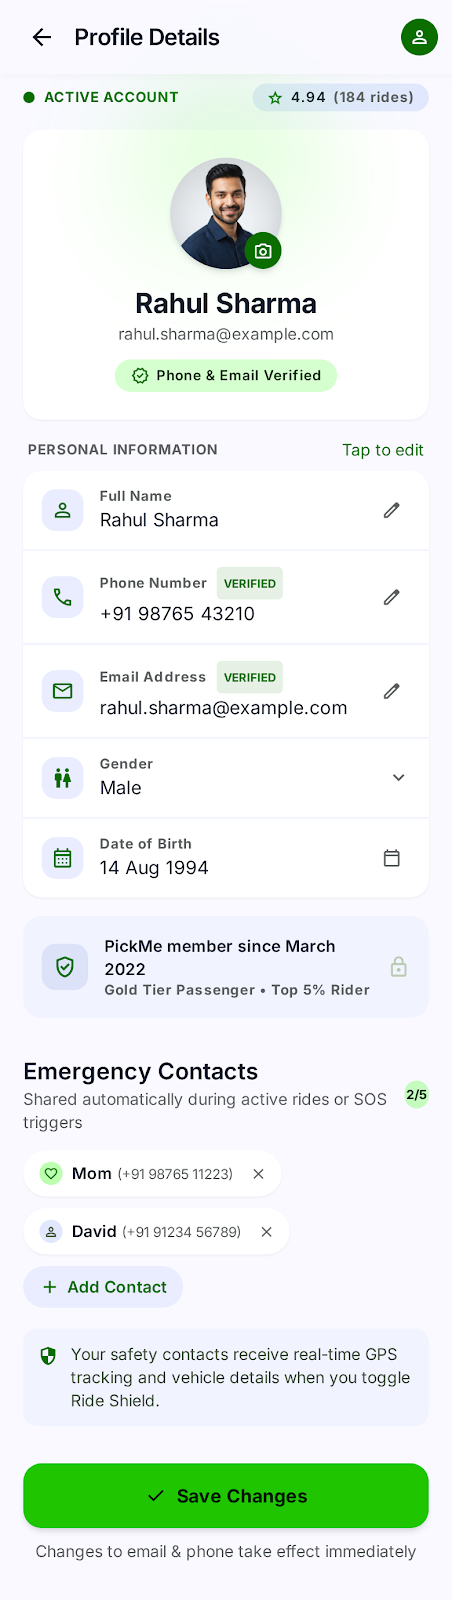 Profile Details
ACTIVE ACCOUNT
4.94 (184 rides)
Rahul Sharma
rahul.sharma@example.com
Phone & Email Verified
PERSONAL INFORMATION
Tap to edit
Full Name
Rahul Sharma
Phone Number VERIFIED
+91 98765 43210
Email Address VERIFIED
rahul.sharma@example.com
Gender
Male
Date of Birth
14 Aug 1994
PickMe member since March
2022
Gold Tier Passenger • Top 5% Rider
Emergency Contacts
Shared automatically during active rides or SOS
triggers
2/5
Mom (+91 98765 11223)
David (+91 91234 56789)
Add Contact
Your safety contacts receive real-time GPS
tracking and vehicle details when you toggle
Ride Shield.
Save Changes
Changes to email & phone take effect immediately